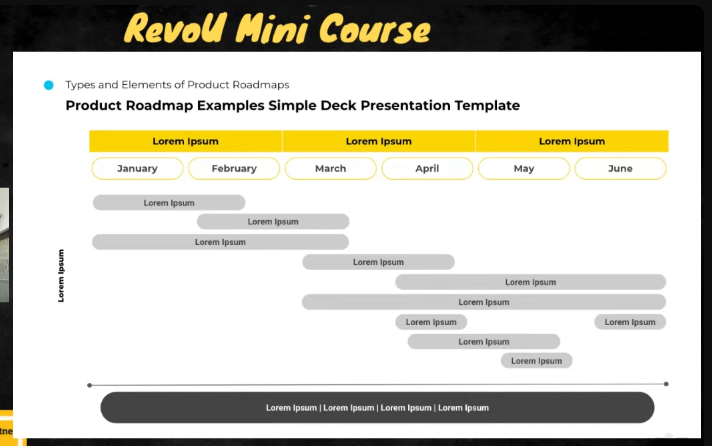 RevoU Mini Course
Types and Elements of Product Roadmaps
Product Roadmap Examples Simple Deck Presentation Template
Lorem Ipsum Lorem Ipsum Lorem Ipsum
January February March April May June
Lorem Ipsum
Lorem Ipsum
Lorem Ipsum
Lorem Ipsum
Lorem Ipsum
Lorem Ipsum
Lorem Ipsum Lorem Ipsum
Lorem Ipsum
Lorem Ipsum
Lorem Ipsum
Lorem Ipsum | Lorem Ipsum | Lorem Ipsum | Lorem Ipsum